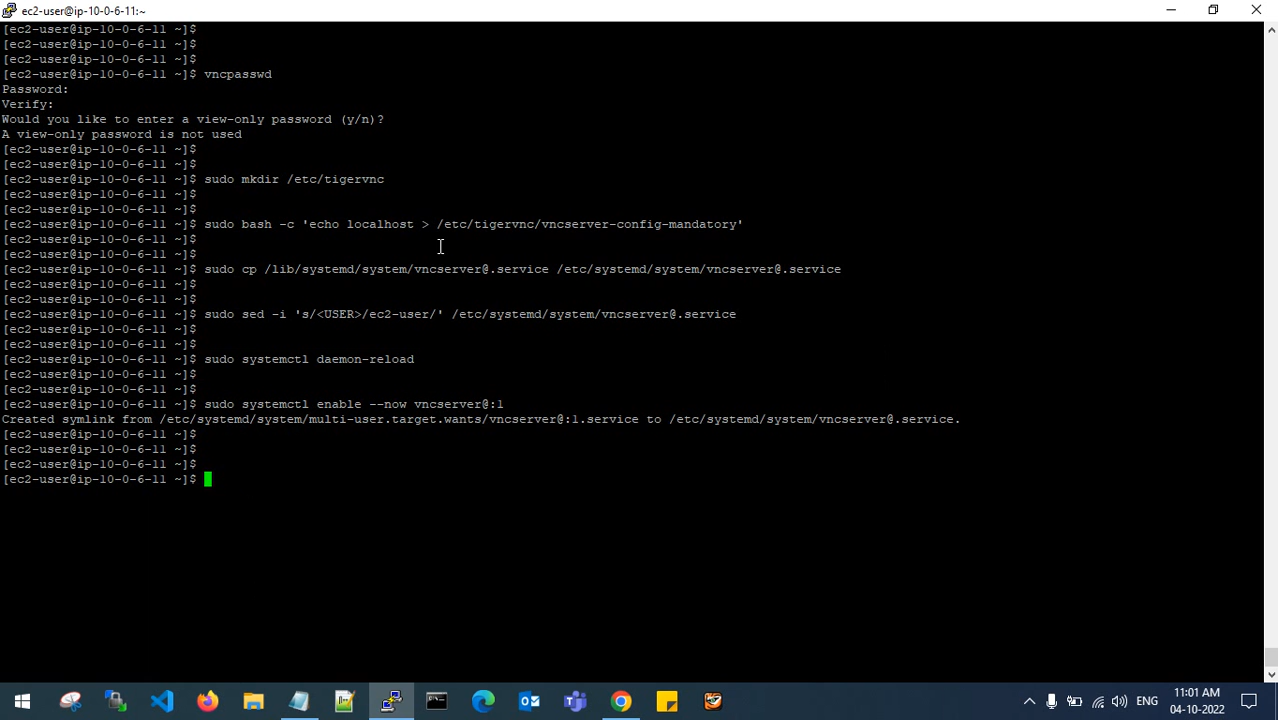 ec2-user@ip-10-0-6-11:~
[ec2-user@ip-10-0-6-11 ~]$
[ec2-user@ip-10-0-6-11 ~]$
[ec2-user@ip-10-0-6-11 ~]$
[ec2-user@ip-10-0-6-11 ~]$ vncpasswd
Password:
Verify:
Would you like to enter a view-only password (y/n)?
A view-only password is not used
[ec2-user@ip-10-0-6-11 ~]$
[ec2-user@ip-10-0-6-11 ~]$
[ec2-user@ip-10-0-6-11 ~]$ sudo mkdir /etc/tigervnc
[ec2-user@ip-10-0-6-11 ~]$
[ec2-user@ip-10-0-6-11 ~]$
[ec2-user@ip-10-0-6-11 ~]$ sudo bash -c 'echo localhost > /etc/tigervnc/vncserver-config-mandatory'
[ec2-user@ip-10-0-6-11 ~]$
[ec2-user@ip-10-0-6-11 ~]$
[ec2-user@ip-10-0-6-11 ~]$ sudo cp /lib/systemd/system/vncserver@.service /etc/systemd/system/vncserver@.service
[ec2-user@ip-10-0-6-11 ~]$
[ec2-user@ip-10-0-6-11 ~]$
[ec2-user@ip-10-0-6-11 ~]$ sudo sed -i 's/<USER>/ec2-user/' /etc/systemd/system/vncserver@.service
[ec2-user@ip-10-0-6-11 ~]$
[ec2-user@ip-10-0-6-11 ~]$
[ec2-user@ip-10-0-6-11 ~]$ sudo systemctl daemon-reload
[ec2-user@ip-10-0-6-11 ~]$
[ec2-user@ip-10-0-6-11 ~]$
[ec2-user@ip-10-0-6-11 ~]$ sudo systemctl enable --now vncserver@:1
Created symlink from /etc/systemd/system/multi-user.target.wants/vncserver@:1.service to /etc/systemd/system/vncserver@.service.
[ec2-user@ip-10-0-6-11 ~]$
[ec2-user@ip-10-0-6-11 ~]$
[ec2-user@ip-10-0-6-11 ~]$
[ec2-user@ip-10-0-6-11 ~]$
ENG
11:01 AM
04-10-2022